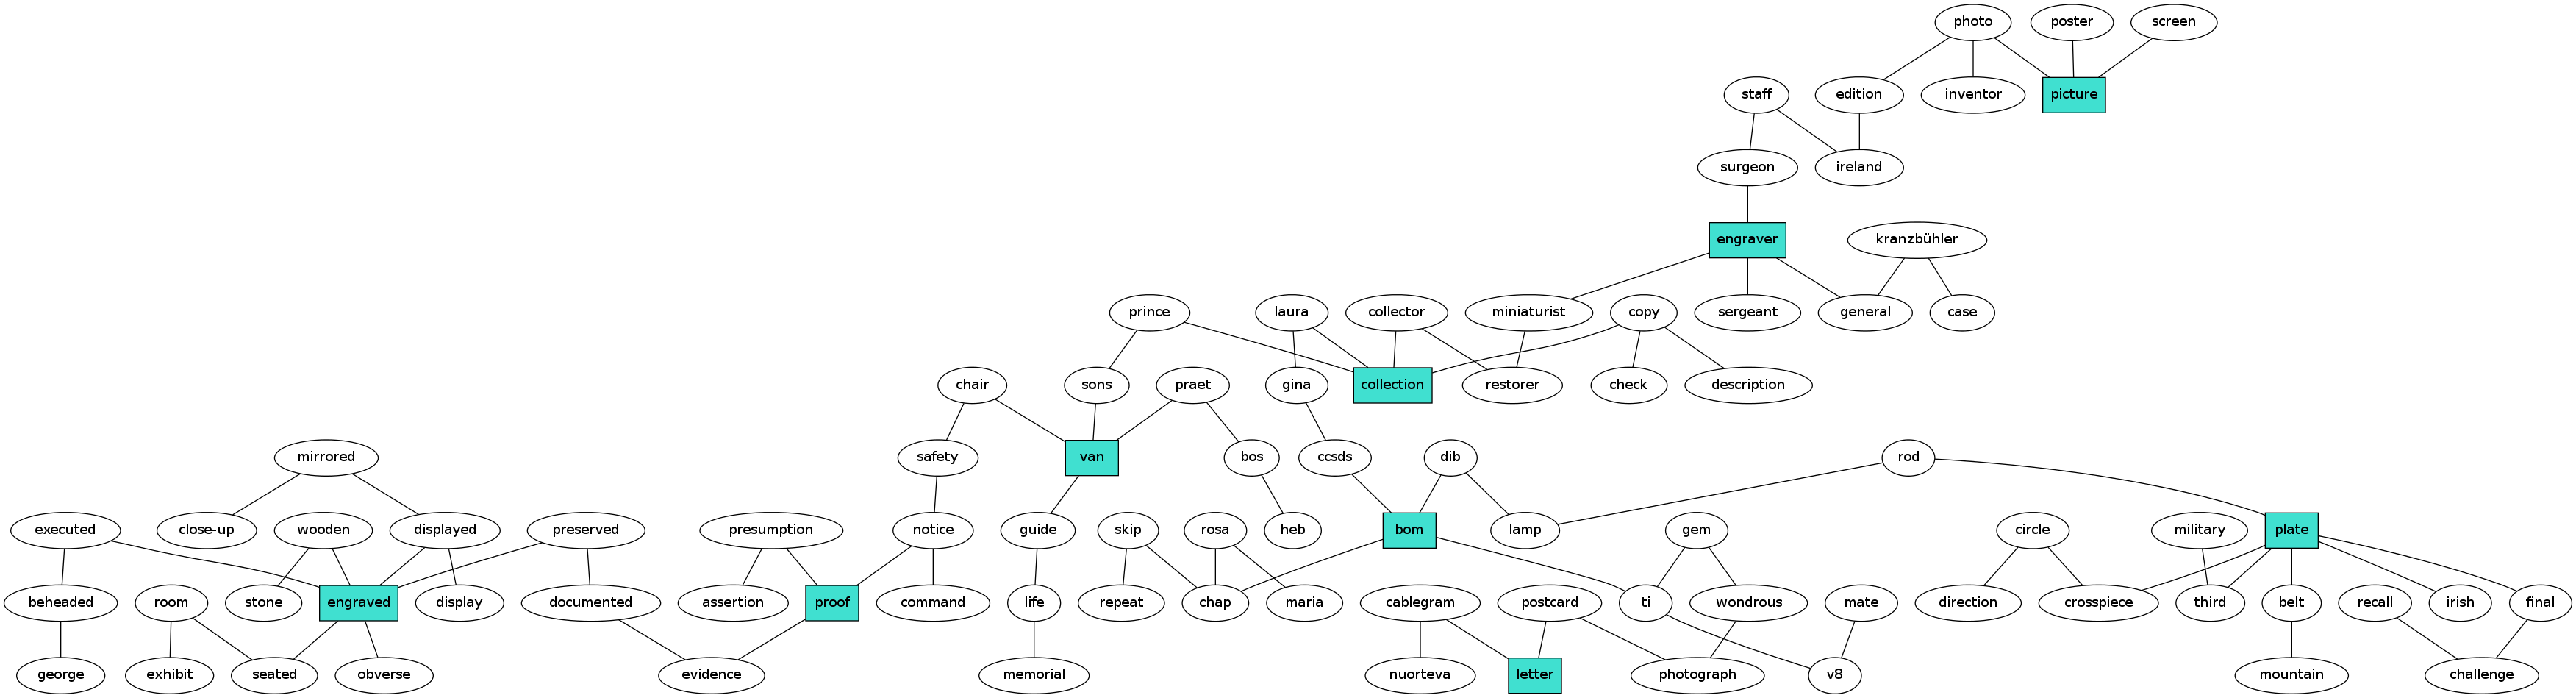 photo poster screen
staff edition inventor picture
surgeon ireland
engraver kranzbühler
prince laura collector miniaturist copy sergeant general case
chair sons praet gina collection restorer check description
mirrored safety van bos ccsds dib rod
executed close-up wooden displayed preserved presumption notice guide skip rosa heb bom lamp gem circle military plate
beheaded room stone engraved display documented assertion proof command life repeat chap maria cablegram postcard ti wondrous mate direction crosspiece third belt recall irish final
george exhibit seated obverse evidence memorial nuorteva letter photograph v8 mountain challenge